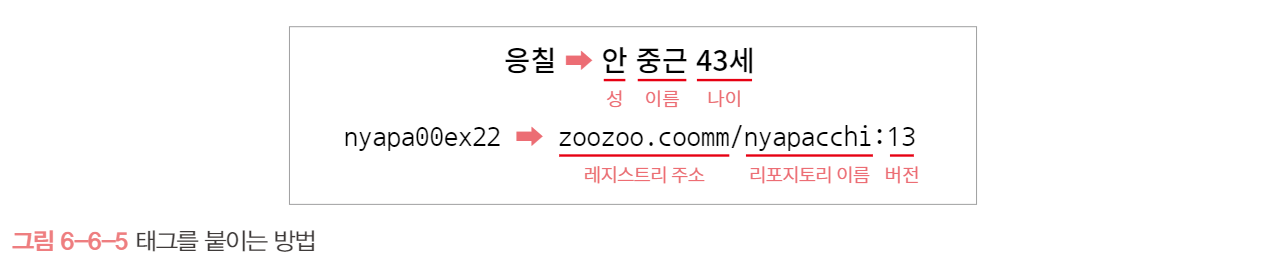 응칠 ➡ 안 중근 43세
성 이름 나이
nyapa00ex22 ➡ zoozoo.coomm/nyapacchi:13
레지스트리 주소 리포지토리 이름 버전
그림 6-6-5 태그를 붙이는 방법